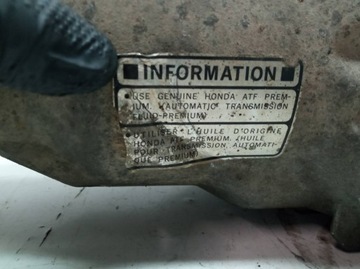 INFORMATION
•USE GENUINE HONDA ATF PREM-
IUM. (AUTOMATIC TRANSMISSION
FLUID-PREMIUM)
•UTILISER L'HUILE D'ORIGINE
HONDA ATF PREMIUM. (HUILE
POUR TRANSMISSION, AUTOMATI-
QUE PREMIUM)